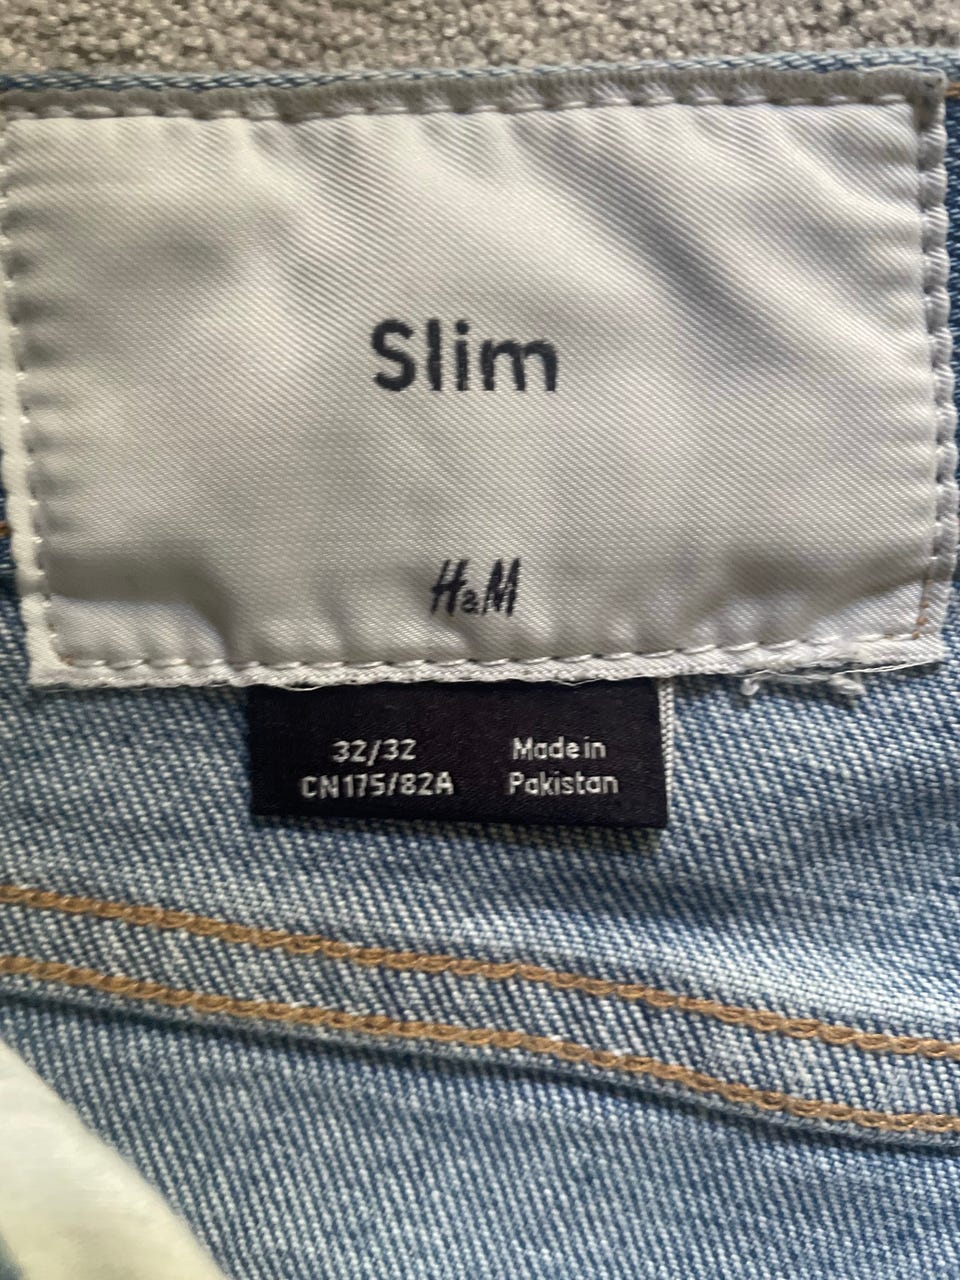 Slim
H&M
32/32
CN175/82A
Made in
Pakistan